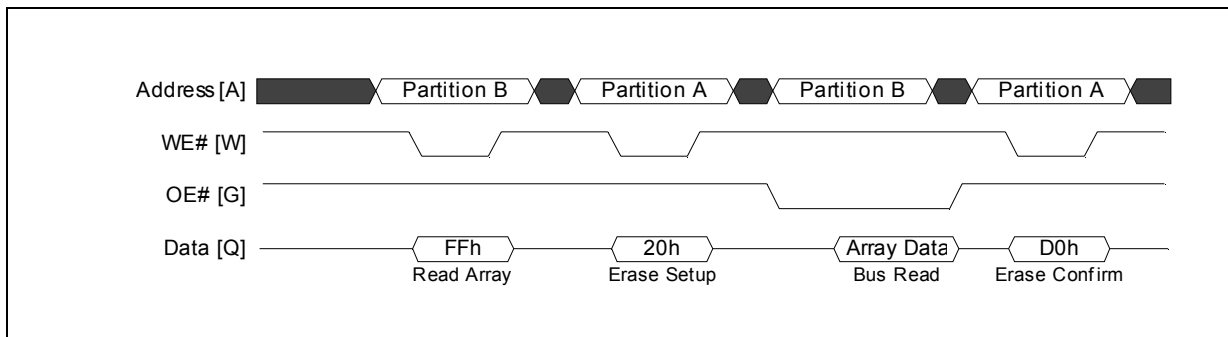 Address [A] Partition B Partition A Partition B Partition A
WE# [W]
OE# [G]
Data [Q] FFh 20h Array Data D0h
Read Array Erase Setup Bus Read Erase Confirm